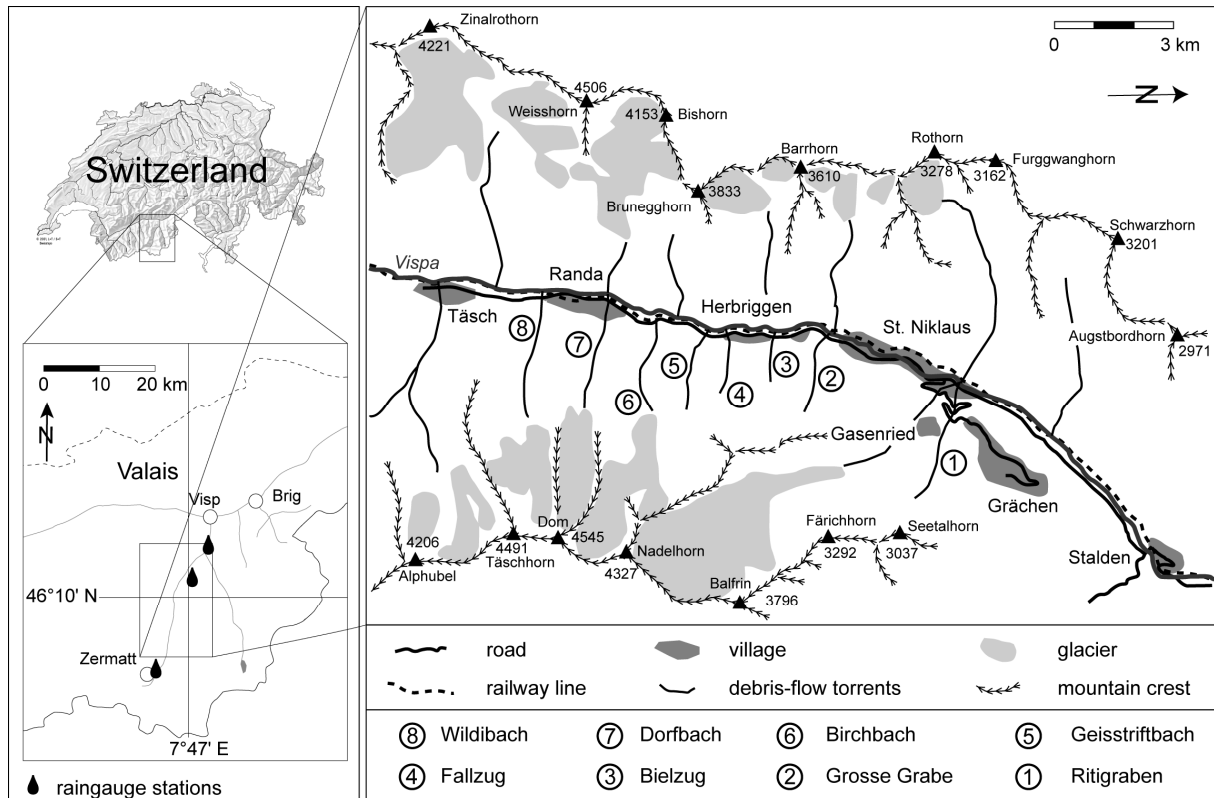 Switzerland
0 10 20 km
N
Valais
Visp
Brig
46°10' N
Zermatt
7°47' E
raingauge stations
Zinalrothorn
4221
0 3 km
N
4506
Weisshorn
4153
Bishorn
Rothorn
3278
Barrhorn
3610
Furggwanghorn
3162
3833
Brunegghorn
Schwarzhorn
3201
Vispa
Randa
Herbriggen
St. Niklaus
Augstbordhorn
2971
Täsch
8
7
6
5
4
3
2
1
Gasenried
Grächen
Stalden
4206
Alphubel
4491
Täschhorn
Dom
4545
Nadelhorn
4327
Balfrin
3796
Färichhorn
3292
Seetalhorn
3037
road village glacier
railway line debris-flow torrents mountain crest
8 Wildibach 7 Dorfbach 6 Birchbach 5 Geisstriftbach
4 Fallzug 3 Bielzug 2 Grosse Grabe 1 Ritigraben